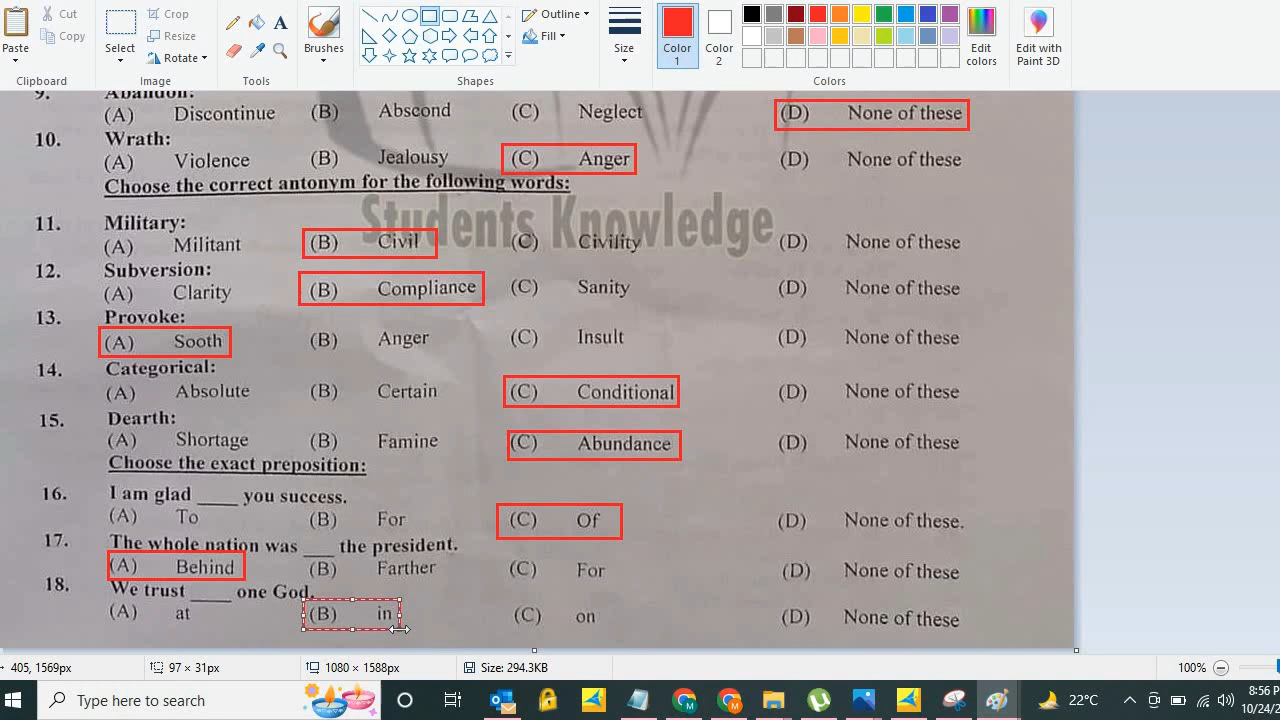 Cut Crop
Paste Copy Select Resize Brushes Outline Size Color 1 Color 2 Edit colors Edit with Paint 3D
Rotate Fill
Clipboard Image Tools Shapes Colors
9. Abandon:
(A) Discontinue (B) Abscond (C) Neglect (D) None of these
10. Wrath:
(A) Violence (B) Jealousy (C) Anger (D) None of these
Choose the correct antonym for the following words:
Students Knowledge
11. Military:
(A) Militant (B) Civil (C) Civility (D) None of these
12. Subversion:
(A) Clarity (B) Compliance (C) Sanity (D) None of these
13. Provoke:
(A) Sooth (B) Anger (C) Insult (D) None of these
14. Categorical:
(A) Absolute (B) Certain (C) Conditional (D) None of these
15. Dearth:
(A) Shortage (B) Famine (C) Abundance (D) None of these
Choose the exact preposition:
16. I am glad ____ you success.
(A) To (B) For (C) Of (D) None of these.
17. The whole nation was ___ the president.
(A) Behind (B) Farther (C) For (D) None of these
18. We trust ____ one God.
(A) at (B) in (C) on (D) None of these
405, 1569px 97 × 31px 1080 × 1588px Size: 294.3KB 100%
Type here to search 22°C 8:56 P
10/24/2